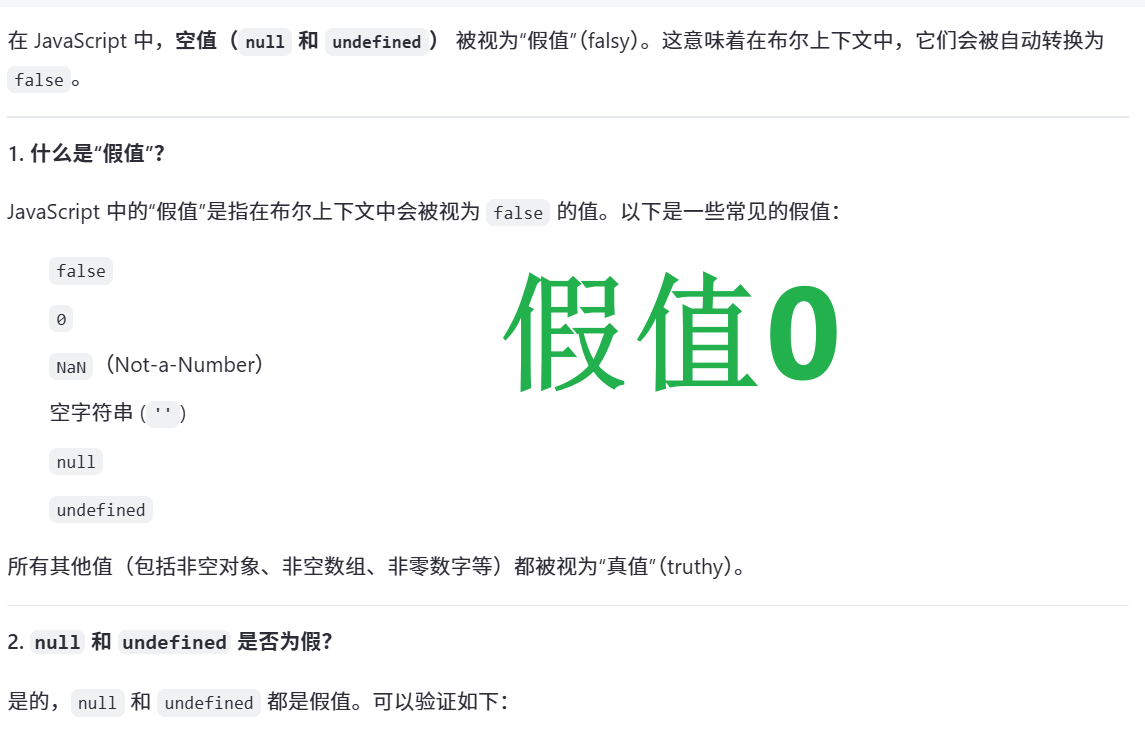 在 JavaScript 中，空值（null 和 undefined） 被视为“假值”（falsy）。这意味着在布尔上下文中，它们会被自动转换为
false。
1. 什么是“假值”？
JavaScript 中的“假值”是指在布尔上下文中会被视为 false 的值。以下是一些常见的假值：
false
0
NaN（Not-a-Number）
空字符串 ('')
null
undefined
假值0
所有其他值（包括非空对象、非空数组、非零数字等）都被视为“真值”（truthy）。
2. null 和 undefined 是否为假？
是的，null 和 undefined 都是假值。可以验证如下：